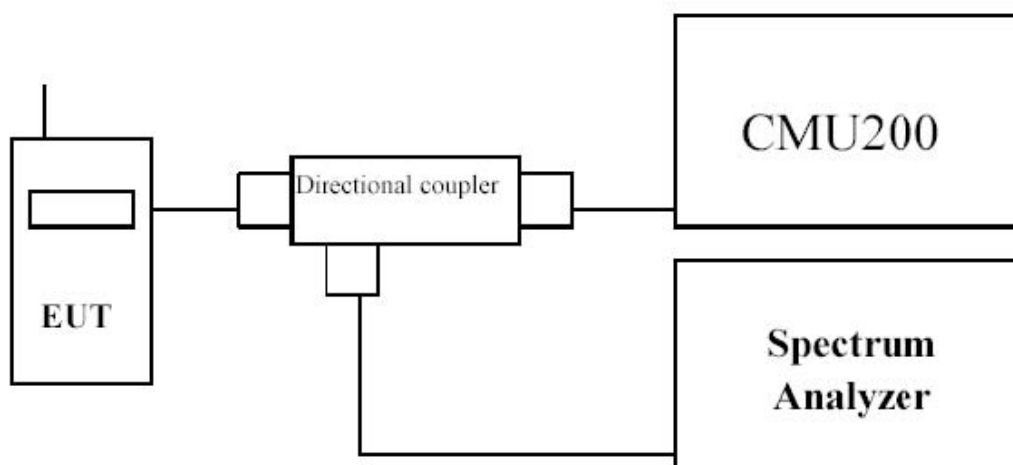 CMU200
Directional coupler
EUT
Spectrum
Analyzer